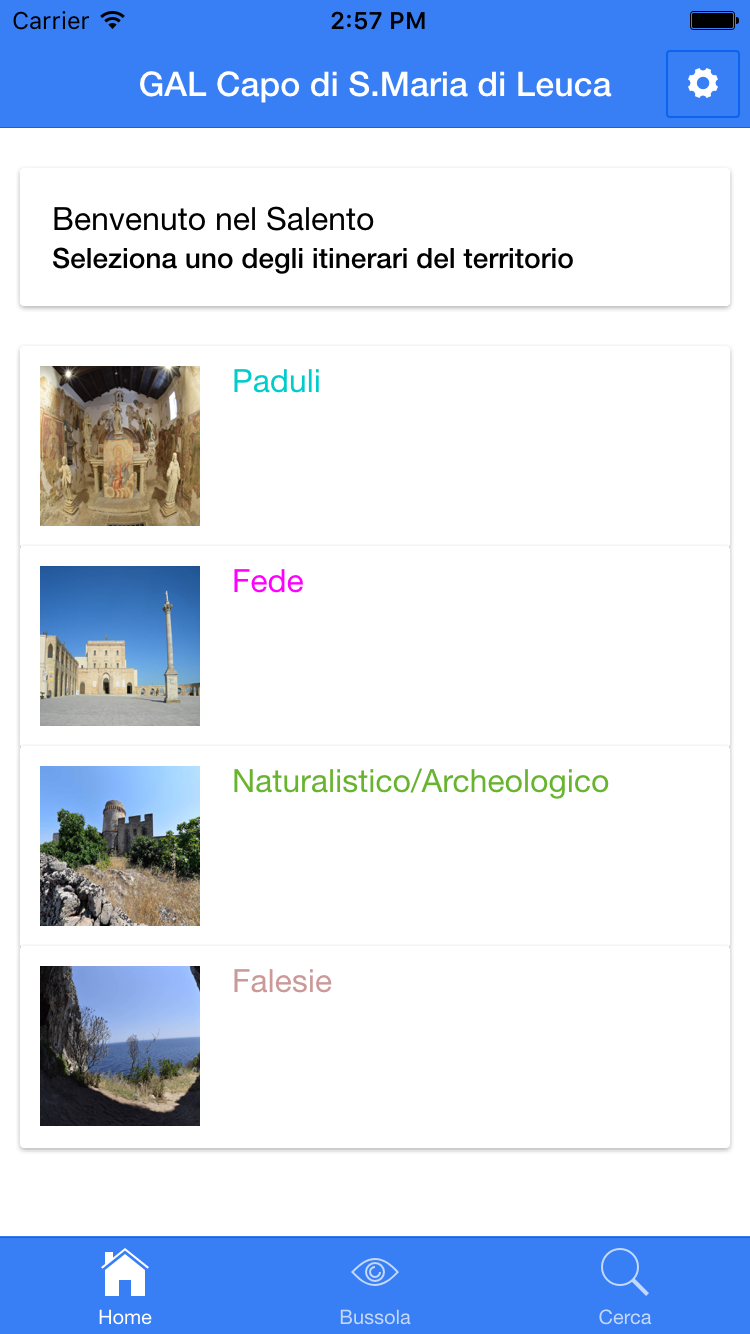 Carrier 2:57 PM
GAL Capo di S.Maria di Leuca
Benvenuto nel Salento
Seleziona uno degli itinerari del territorio
Paduli
Fede
Naturalistico/Archeologico
Falesie
Home Bussola Cerca